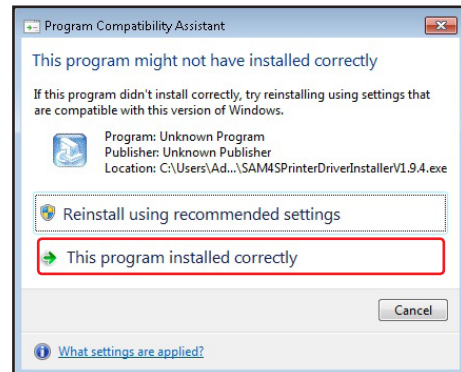 Program Compatibility Assistant
This program might not have installed correctly
If this program didn't install correctly, try reinstalling using settings that
are compatible with this version of Windows.
Program: Unknown Program
Publisher: Unknown Publisher
Location: C:\Users\Ad...\SAM4SPrinterDriverInstallerV1.9.4.exe
Reinstall using recommended settings
This program installed correctly
Cancel
What settings are applied?